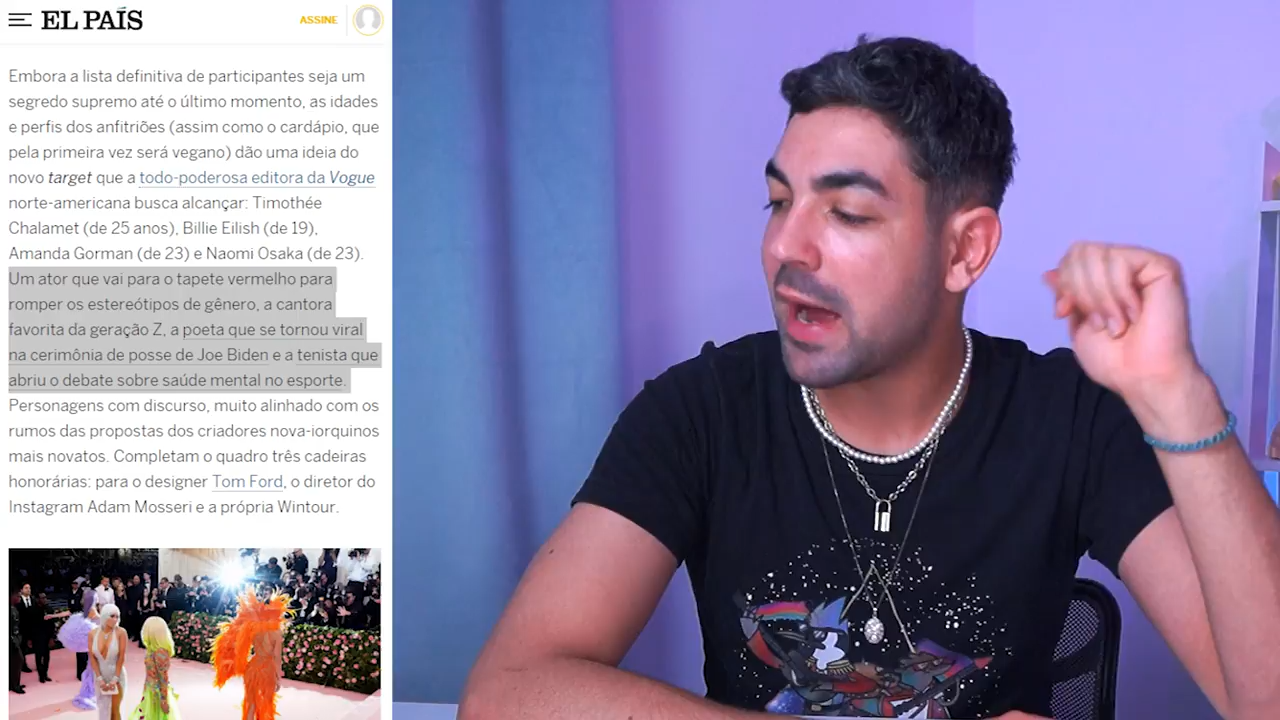 EL PAÍS
ASSINE
Embora a lista definitiva de participantes seja um
segredo supremo até o último momento, as idades
e perfis dos anfitriões (assim como o cardápio, que
pela primeira vez será vegano) dão uma ideia do
novo target que a todo-poderosa editora da Vogue
norte-americana busca alcançar: Timothée
Chalamet (de 25 anos), Billie Eilish (de 19),
Amanda Gorman (de 23) e Naomi Osaka (de 23).
Um ator que vai para o tapete vermelho para
romper os estereótipos de gênero, a cantora
favorita da geração Z, a poeta que se tornou viral
na cerimônia de posse de Joe Biden e a tenista que
abriu o debate sobre saúde mental no esporte.
Personagens com discurso, muito alinhado com os
rumos das propostas dos criadores nova-iorquinos
mais novatos. Completam o quadro três cadeiras
honorárias: para o designer Tom Ford, o diretor do
Instagram Adam Mosseri e a própria Wintour.